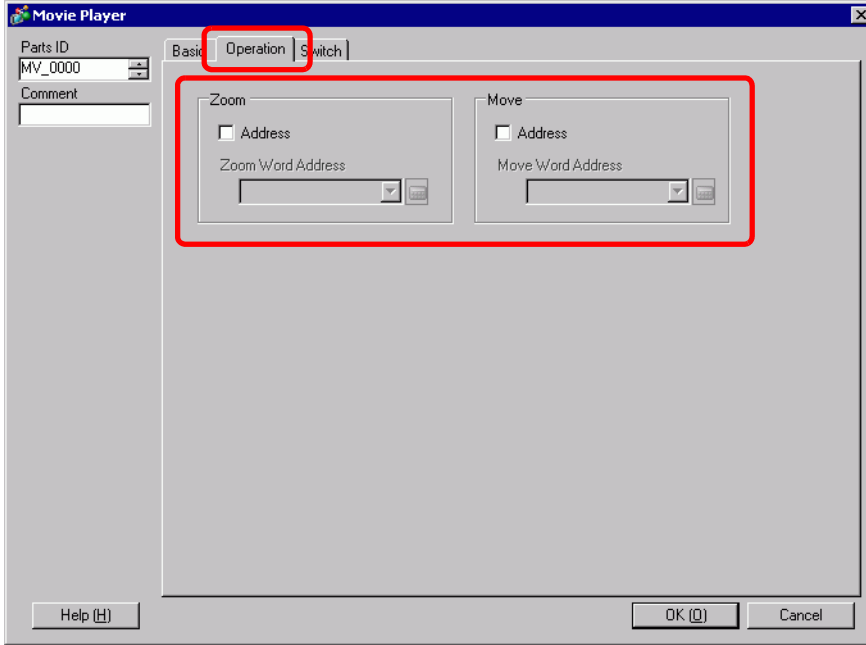 Movie Player
Parts ID
MV_0000
Comment
Basic Operation Switch
Zoom
Address
Zoom Word Address
Move
Address
Move Word Address
Help (H)
OK (O)
Cancel